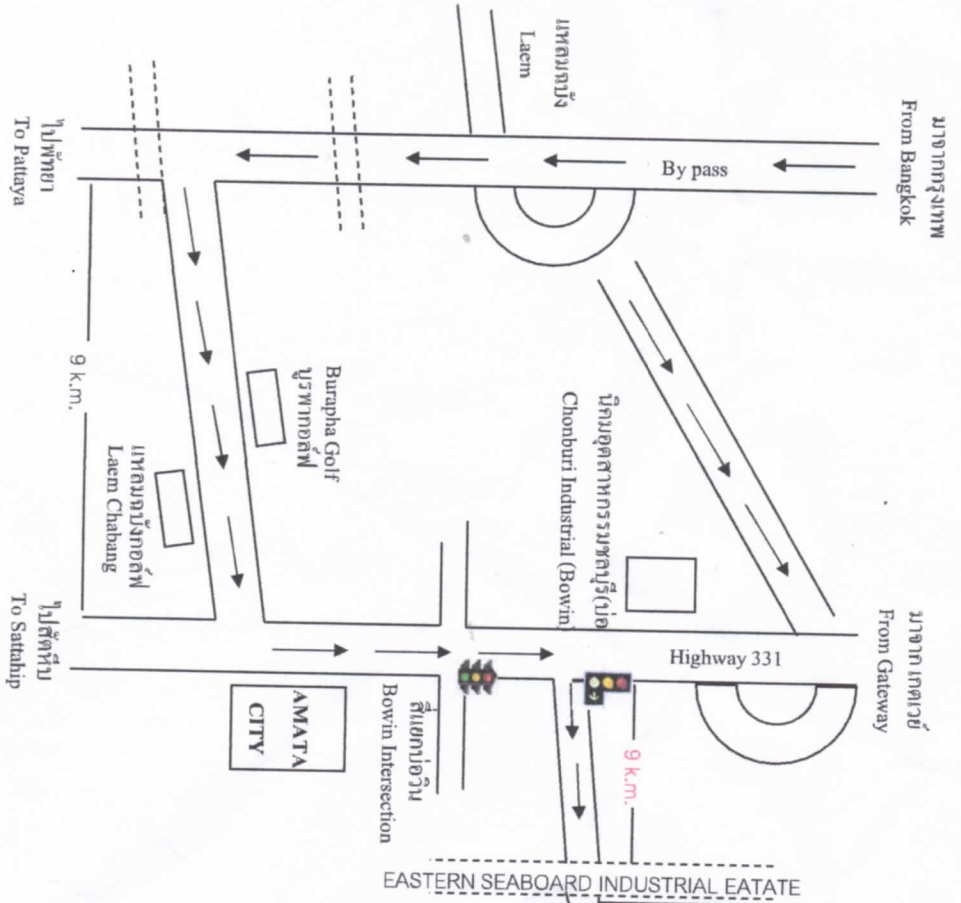 มาจากกรุงเทพ
From Bangkok
มาจาก เกตเวย์
From Gateway
By pass
Highway 331
แหลมฉบัง
Laem
นิคมอุตสาหกรรมชลบุรี(บ่อ
Chonburi Industrial (Bowin)
9 k.m.
Burapha Golf
บูรพากอล์ฟ
สี่แยกบ่อวิน
Bowin Intersection
AMATA
CITY
แหลมฉบังกอล์ฟ
Laem Chabang
9 k.m.
ไปพัทยา
To Pattaya
ไปสัตหีบ
To Sattahip
EASTERN SEABOARD INDUSTRIAL EATATE